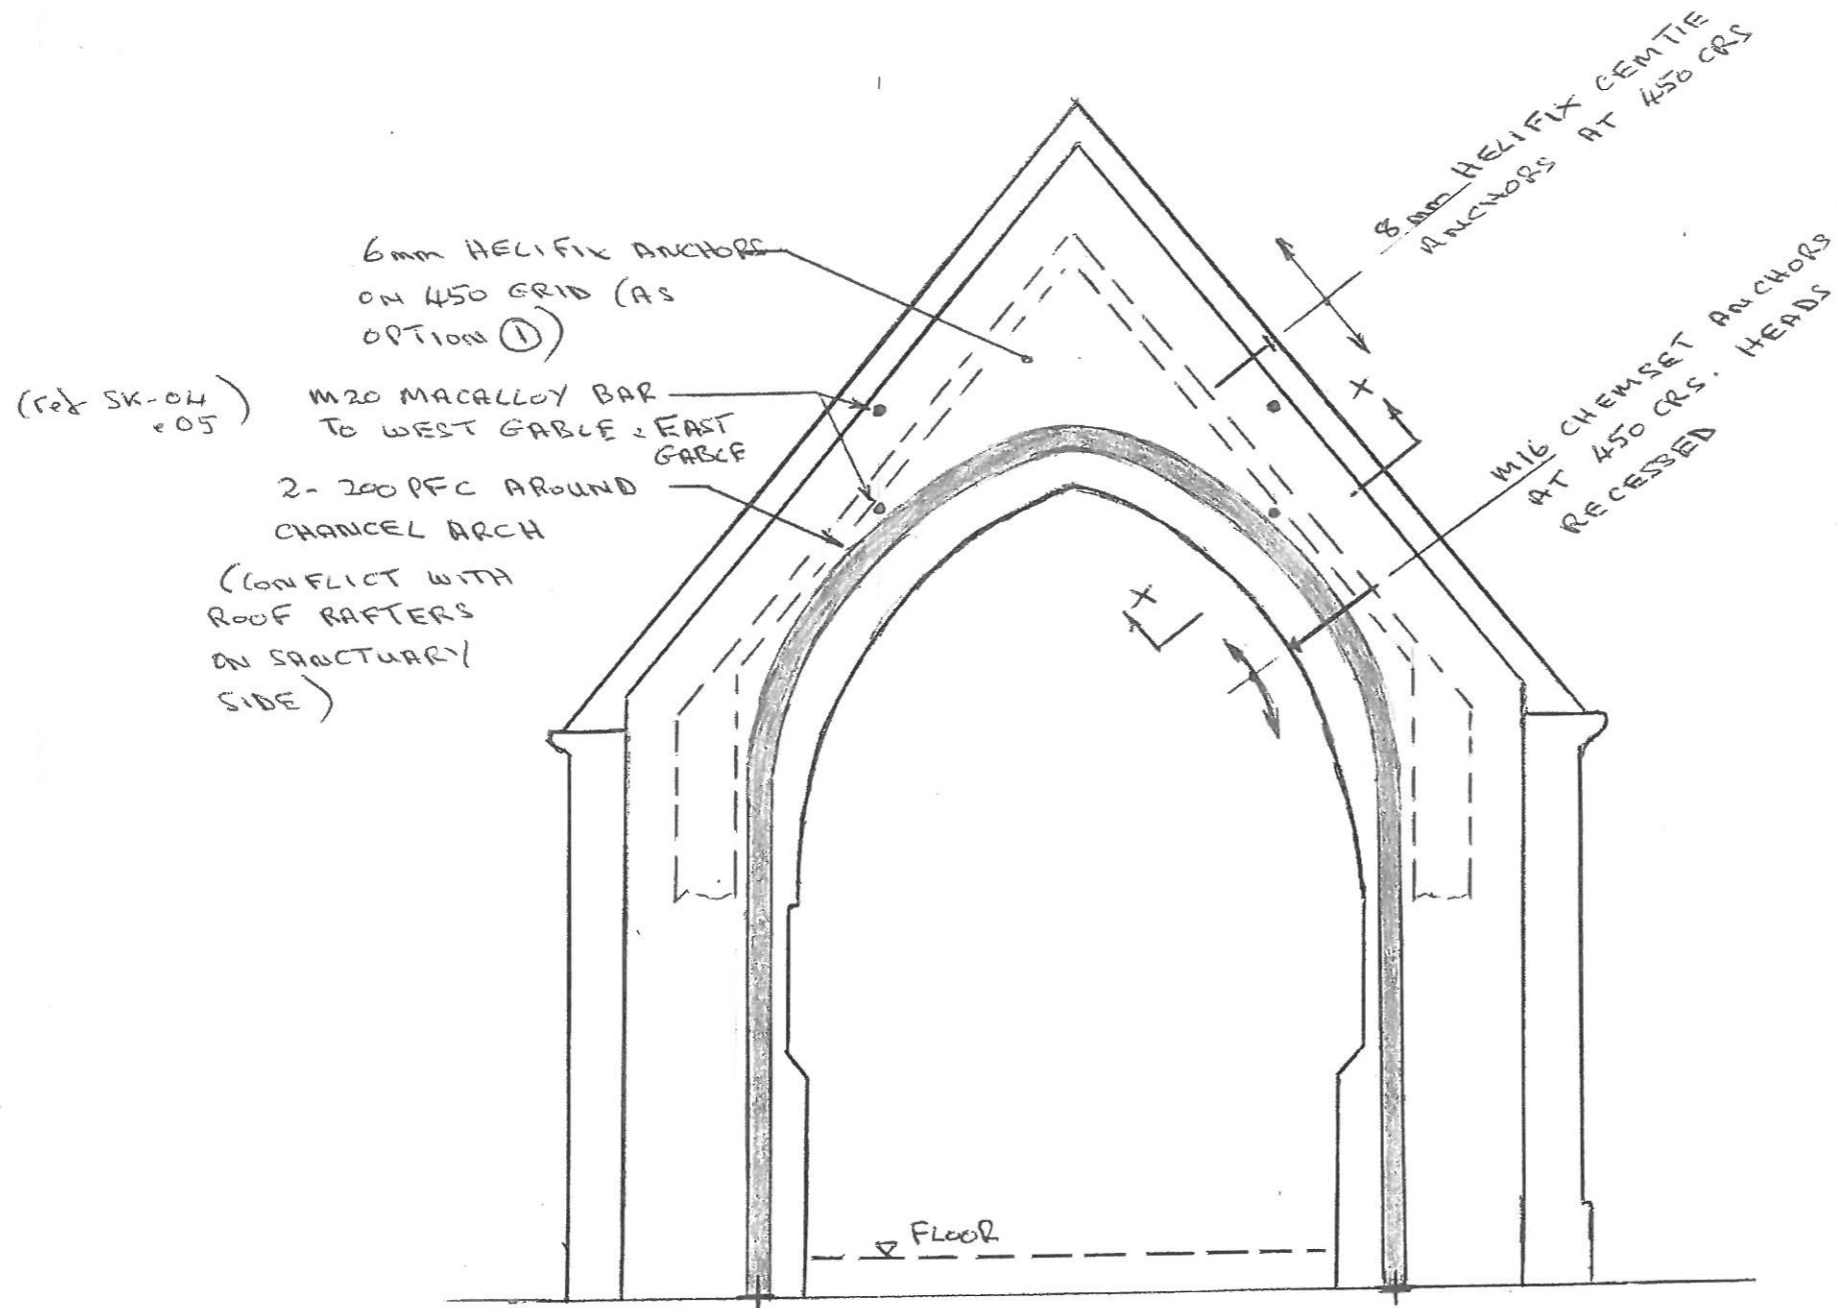 6mm HELIFIX ANCHORS
ON 450 GRID (AS
OPTION ①)
(ref SK-04
& 05)
M20 MACALLOY BAR
TO WEST GABLE & EAST
GABLE
2- 200 PFC AROUND
CHANCEL ARCH
(CONFLICT WITH
ROOF RAFTERS
ON SANCTUARY
SIDE)
8mm HELIFIX CEMTIE
ANCHORS AT 450 CRS
X
M16 CHEMSET ANCHORS
AT 450 CRS. HEADS
RECESSED
X
FLOOR